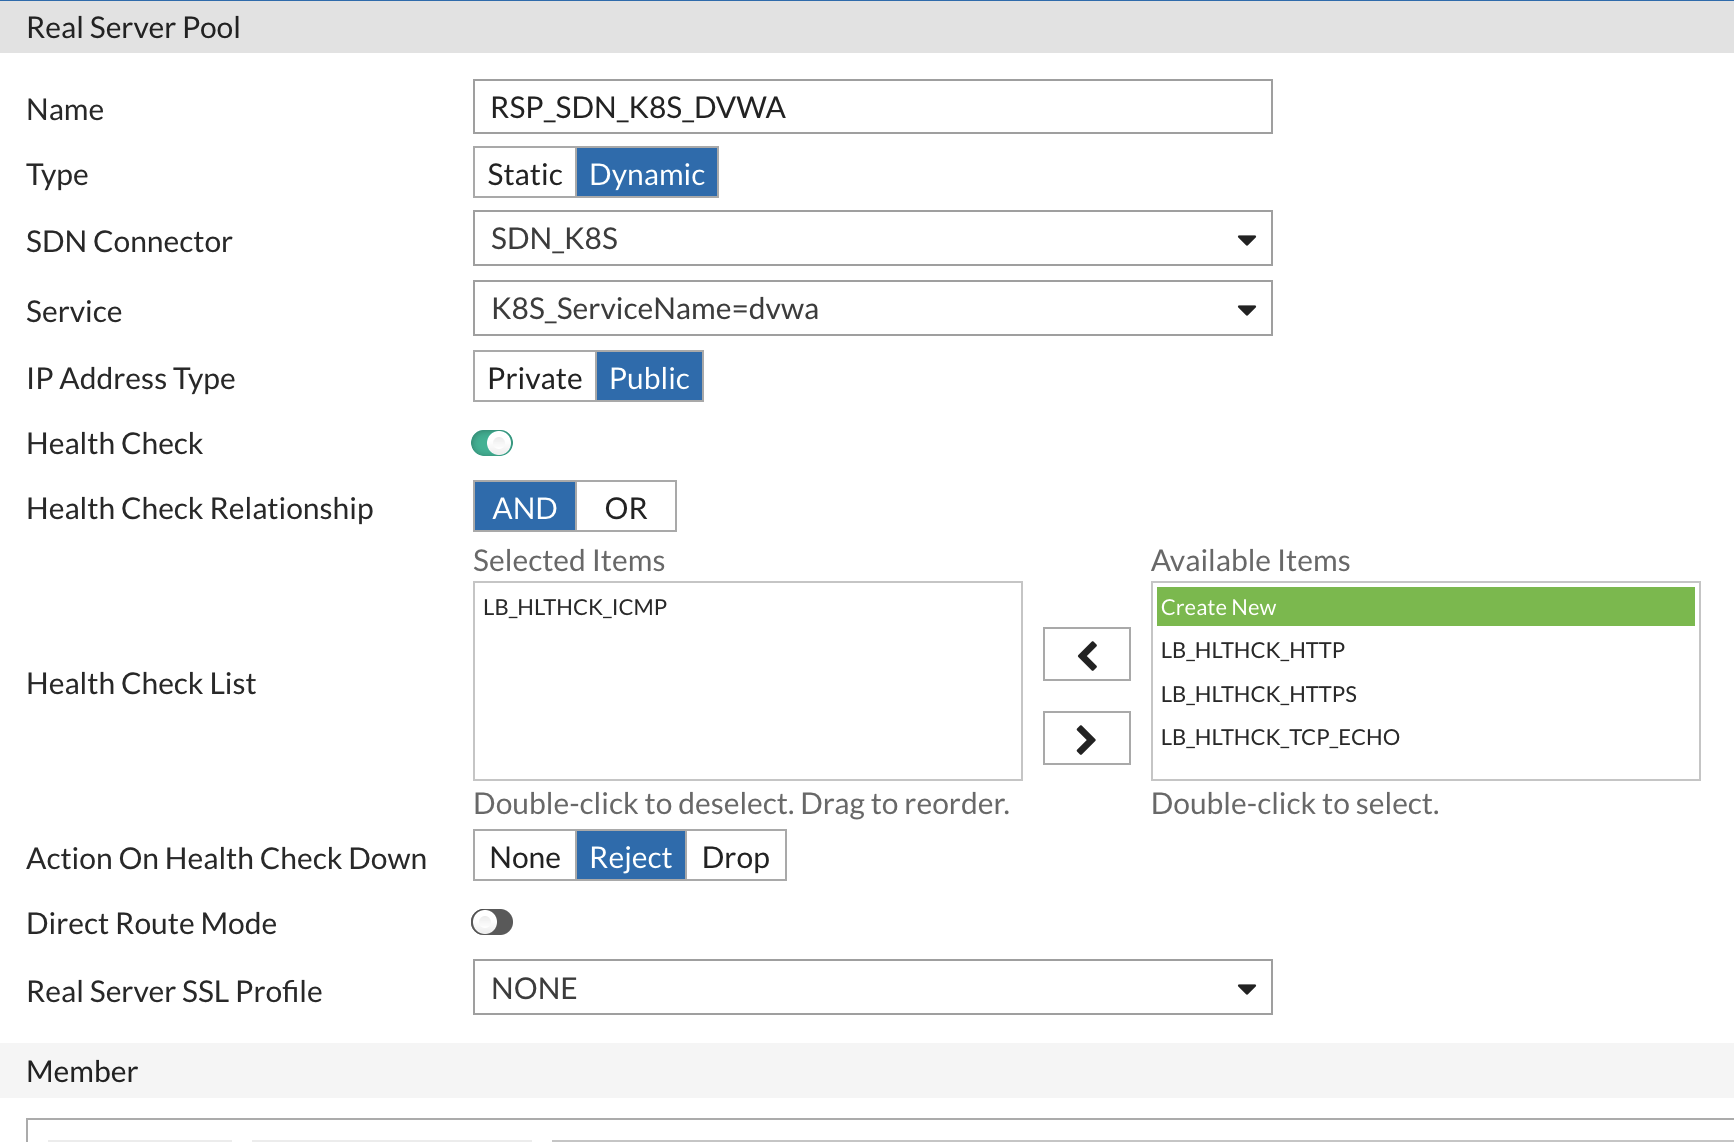 Real Server Pool
Name RSP_SDN_K8S_DVWA
Type Static Dynamic
SDN Connector SDN_K8S
Service K8S_ServiceName=dvwa
IP Address Type Private Public
Health Check
Health Check Relationship AND OR
Selected Items Available Items
LB_HLTHCK_ICMP Create New
LB_HLTHCK_HTTP
Health Check List LB_HLTHCK_HTTPS
LB_HLTHCK_TCP_ECHO
Double-click to deselect. Drag to reorder. Double-click to select.
Action On Health Check Down None Reject Drop
Direct Route Mode
Real Server SSL Profile NONE
Member